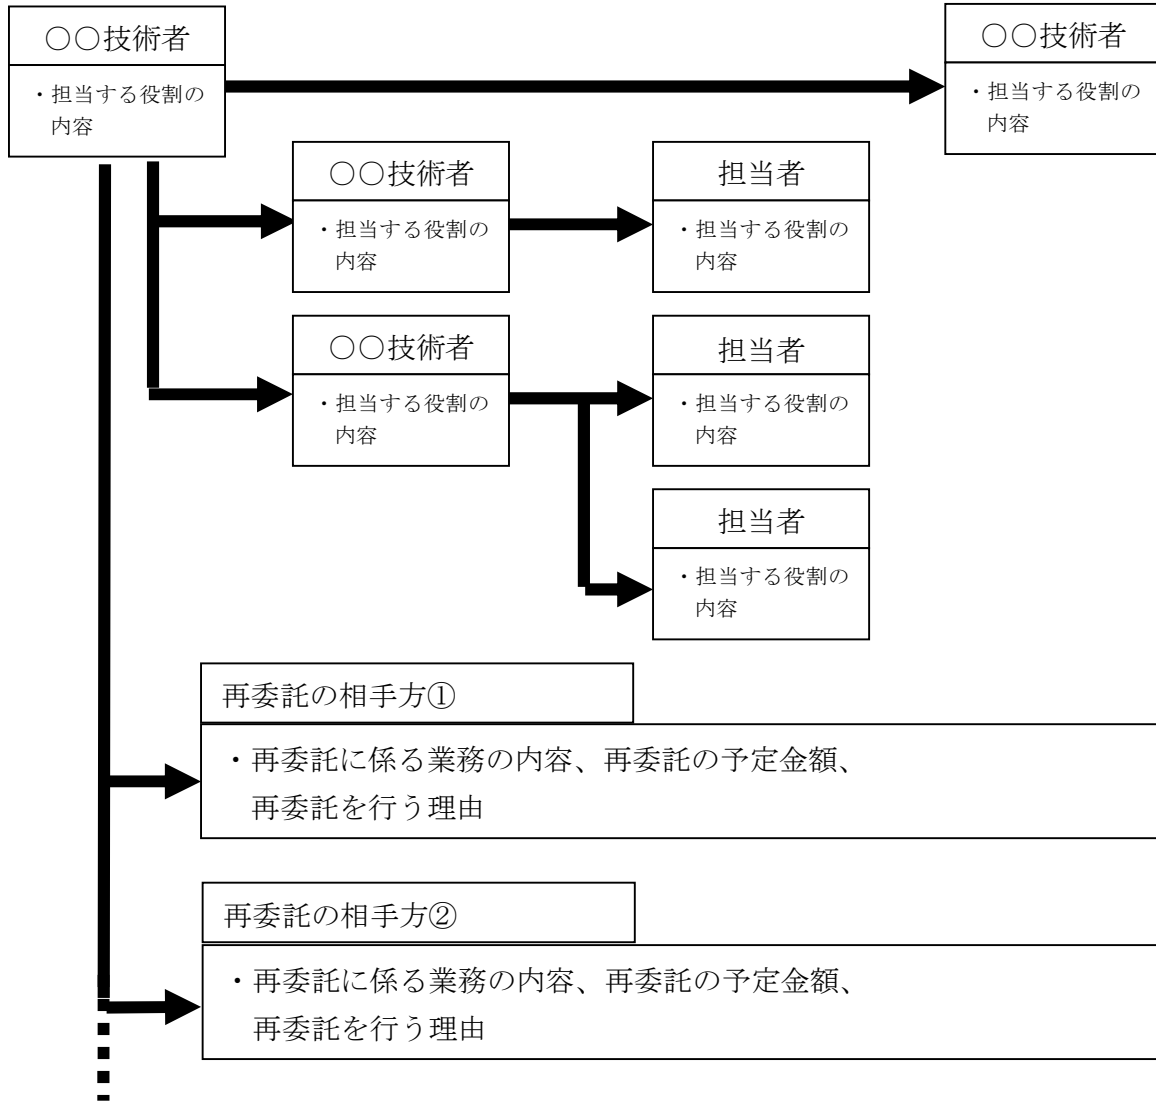 〇〇技術者
・担当する役割の
内容
〇〇技術者
・担当する役割の
内容
〇〇技術者
・担当する役割の
内容
担当者
・担当する役割の
内容
〇〇技術者
・担当する役割の
内容
担当者
・担当する役割の
内容
担当者
・担当する役割の
内容
再委託の相手方①
・再委託に係る業務の内容、再委託の予定金額、
再委託を行う理由
再委託の相手方②
・再委託に係る業務の内容、再委託の予定金額、
再委託を行う理由